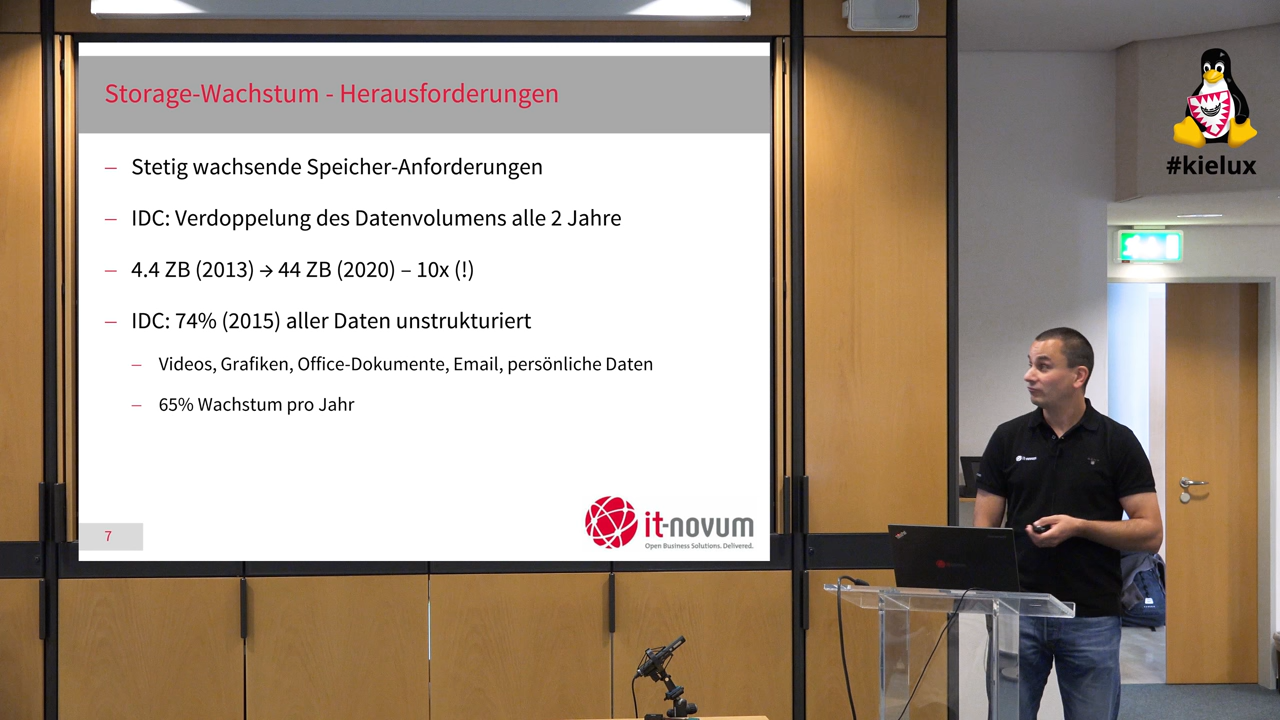 Storage-Wachstum - Herausforderungen
– Stetig wachsende Speicher-Anforderungen
– IDC: Verdoppelung des Datenvolumens alle 2 Jahre
– 4.4 ZB (2013) → 44 ZB (2020) – 10x (!)
– IDC: 74% (2015) aller Daten unstrukturiert
– Videos, Grafiken, Office-Dokumente, Email, persönliche Daten
– 65% Wachstum pro Jahr
7
it-novum
Open Business Solutions. Delivered.
#kielux
it-novum